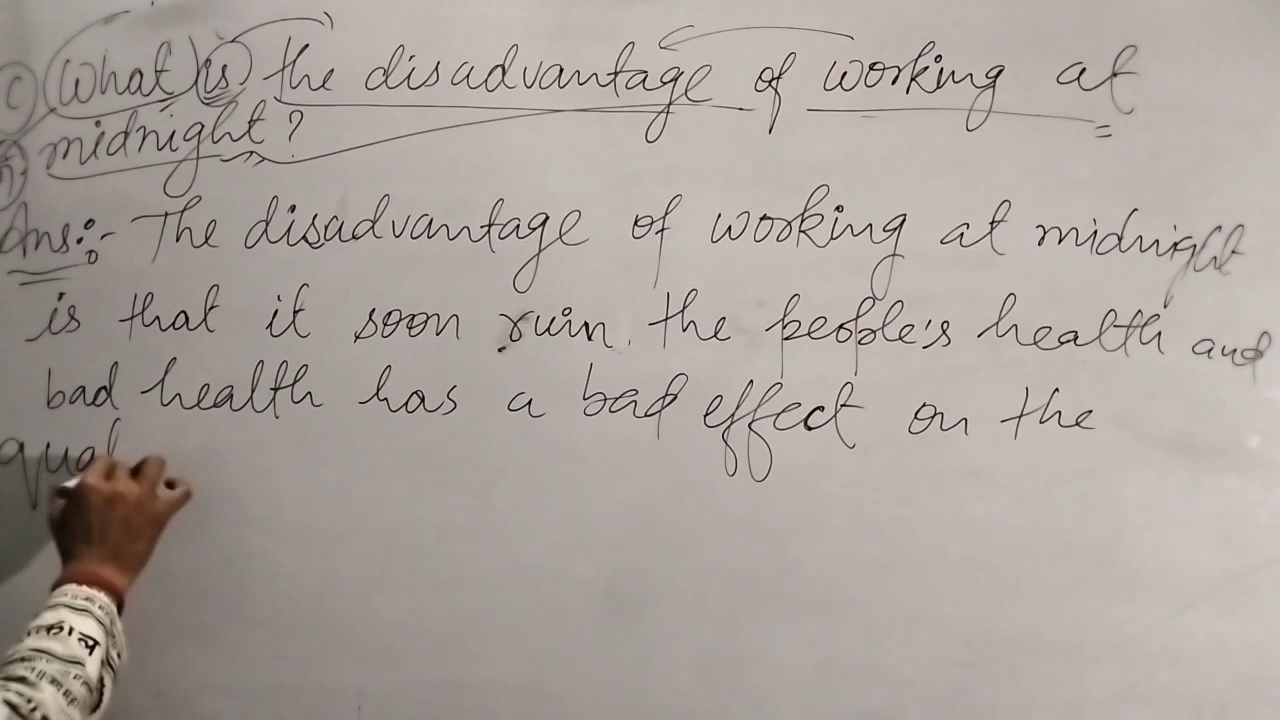 c) What is the disadvantage of working at
midnight?
Ans:- The disadvantage of working at midnight
is that it soon ruin the people's health and
bad health has a bad effect on the
qual